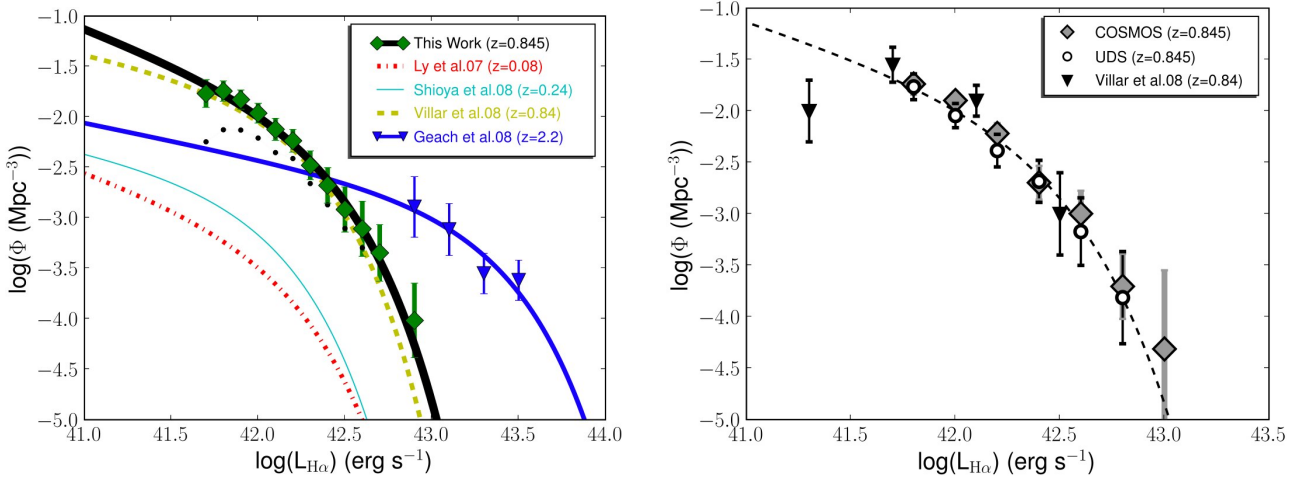 This Work (z=0.845)
Ly et al.07 (z=0.08)
Shioya et al.08 (z=0.24)
Villar et al.08 (z=0.84)
Geach et al.08 (z=2.2)
log(Φ (Mpc⁻³))
−1.0
−1.5
−2.0
−2.5
−3.0
−3.5
−4.0
−4.5
−5.0
41.0 41.5 42.0 42.5 43.0 43.5 44.0
log(L_Hα) (erg s⁻¹)
COSMOS (z=0.845)
UDS (z=0.845)
Villar et al.08 (z=0.84)
log(Φ (Mpc⁻³))
−1.0
−1.5
−2.0
−2.5
−3.0
−3.5
−4.0
−4.5
−5.0
41.0 41.5 42.0 42.5 43.0 43.5
log(L_Hα) (erg s⁻¹)